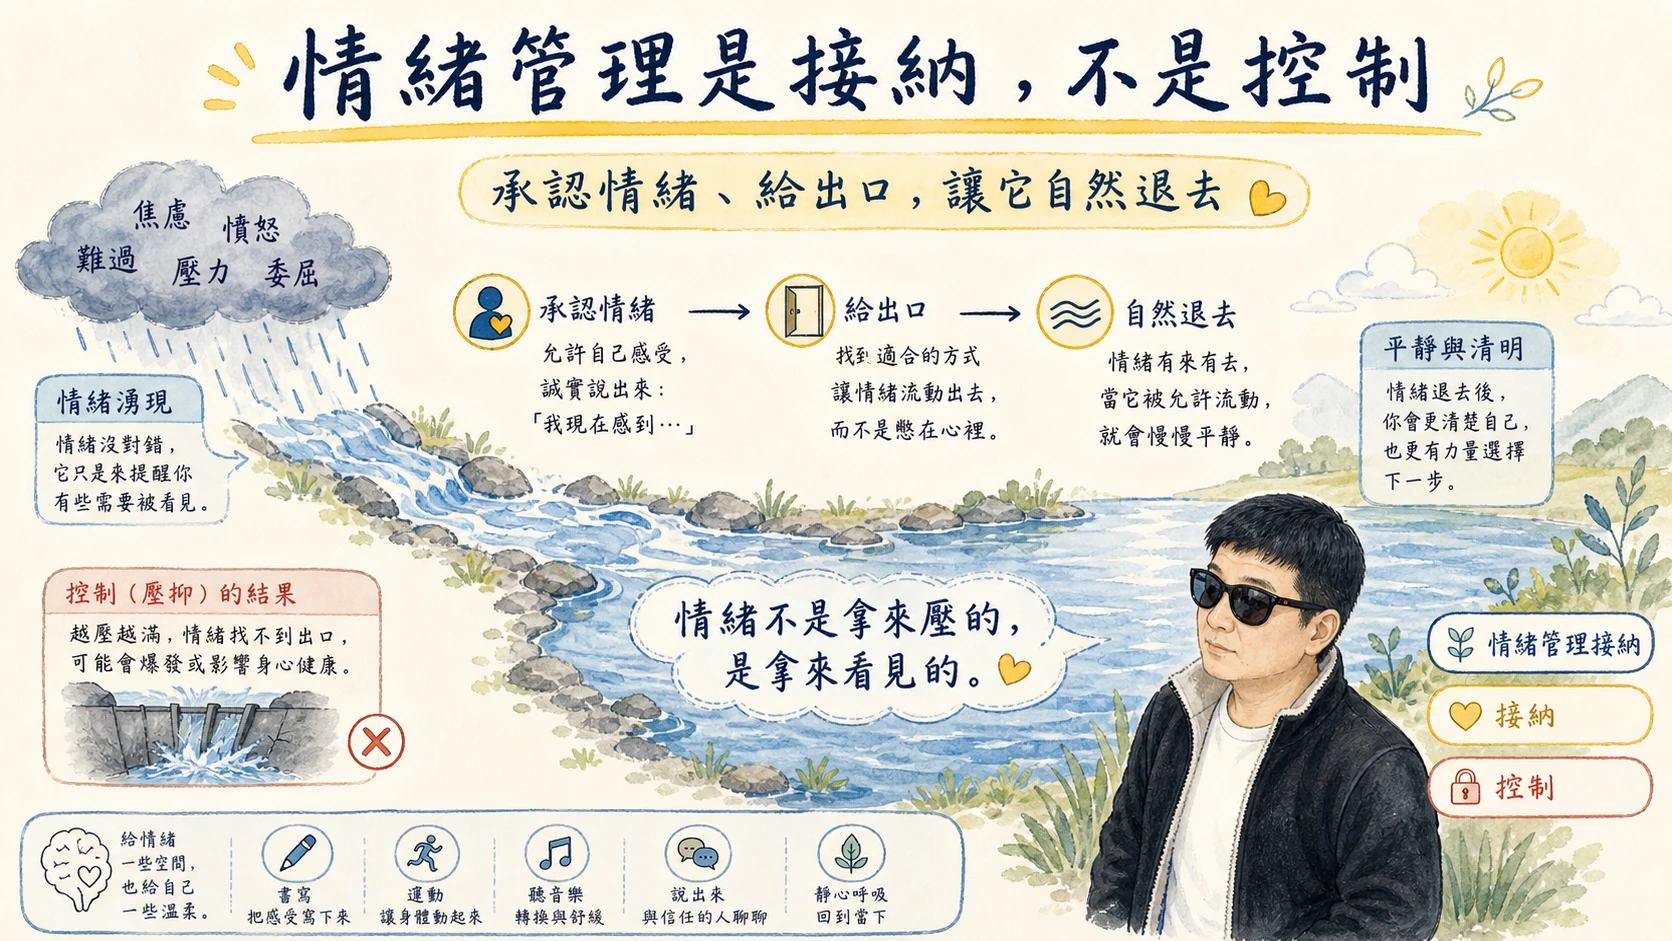 情緒管理是接納，不是控制
承認情緒、給出口，讓它自然退去
焦慮
憤怒
難過
壓力
委屈
承認情緒
允許自己感受，
誠實說出來：
「我現在感到⋯」
給出口
找到適合的方式
讓情緒流動出去，
而不是憋在心裡。
自然退去
情緒有來有去，
當它被允許流動，
就會慢慢平靜。
平靜與清明
情緒退去後，
你會更清楚自己，
也更有力量選擇
下一步。
情緒湧現
情緒沒對錯，
它只是來提醒你
有些需要被看見。
控制（壓抑）的結果
越壓越滿，情緒找不到出口，
可能會爆發或影響身心健康。
情緒不是拿來壓的，
是拿來看見的。
情緒管理接納
接納
控制
給情緒
一些空間，
也給自己
一些溫柔。
書寫
把感受寫下來
運動
讓身體動起來
聽音樂
轉換與舒緩
說出來
與信任的人聊聊
靜心呼吸
回到當下